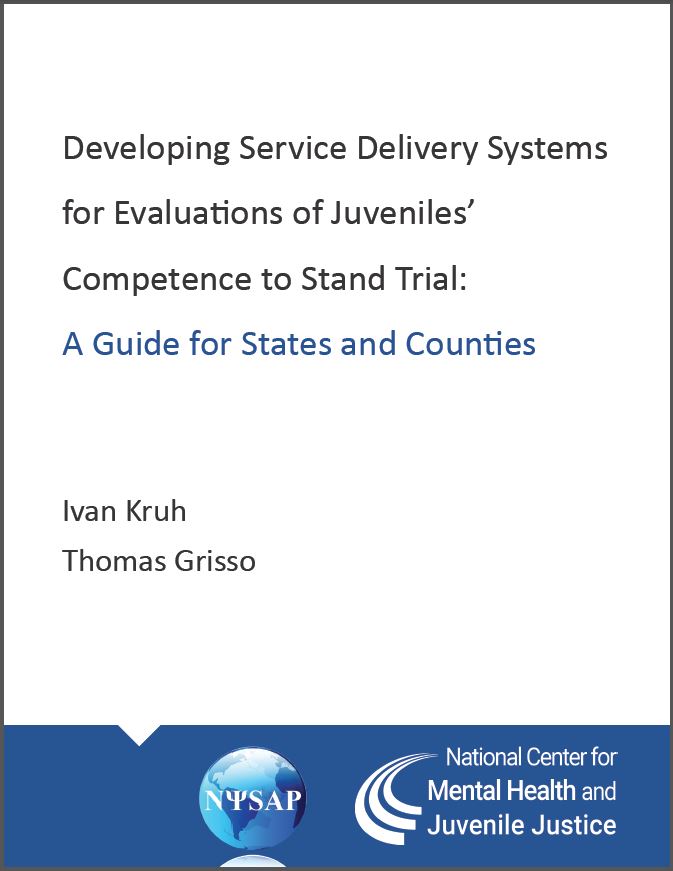 Developing Service Delivery Systems
for Evaluations of Juveniles’
Competence to Stand Trial:
A Guide for States and Counties
Ivan Kruh
Thomas Grisso
NΨSAP
National Center for
Mental Health and
Juvenile Justice